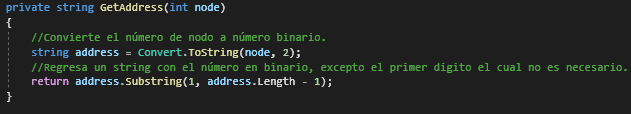 private string GetAddress(int node)
{
//Convierte el número de nodo a número binario.
string address = Convert.ToString(node, 2);
//Regresa un string con el número en binario, excepto el primer digito el cual no es necesario.
return address.Substring(1, address.Length - 1);
}